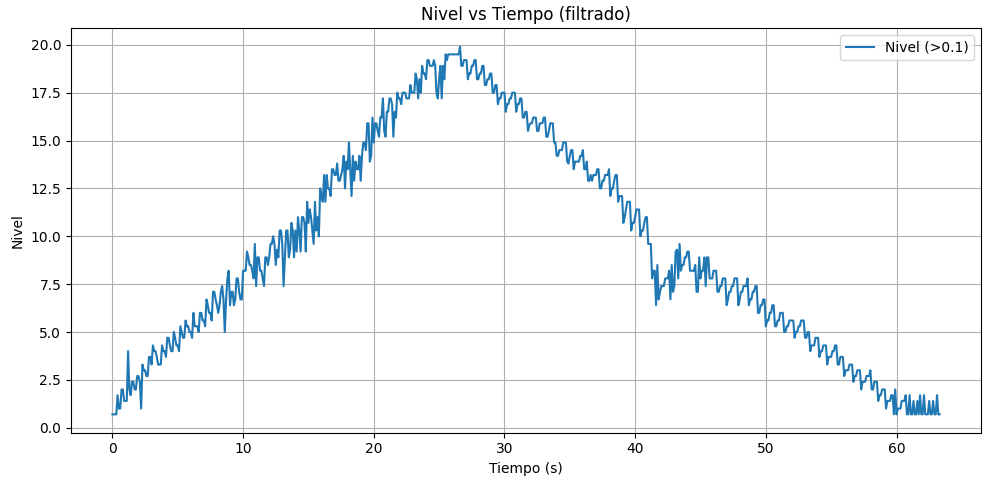 Nivel vs Tiempo (filtrado)
Nivel (>0.1)
20.0
17.5
15.0
12.5
10.0
7.5
5.0
2.5
0.0
Nivel
0 10 20 30 40 50 60
Tiempo (s)